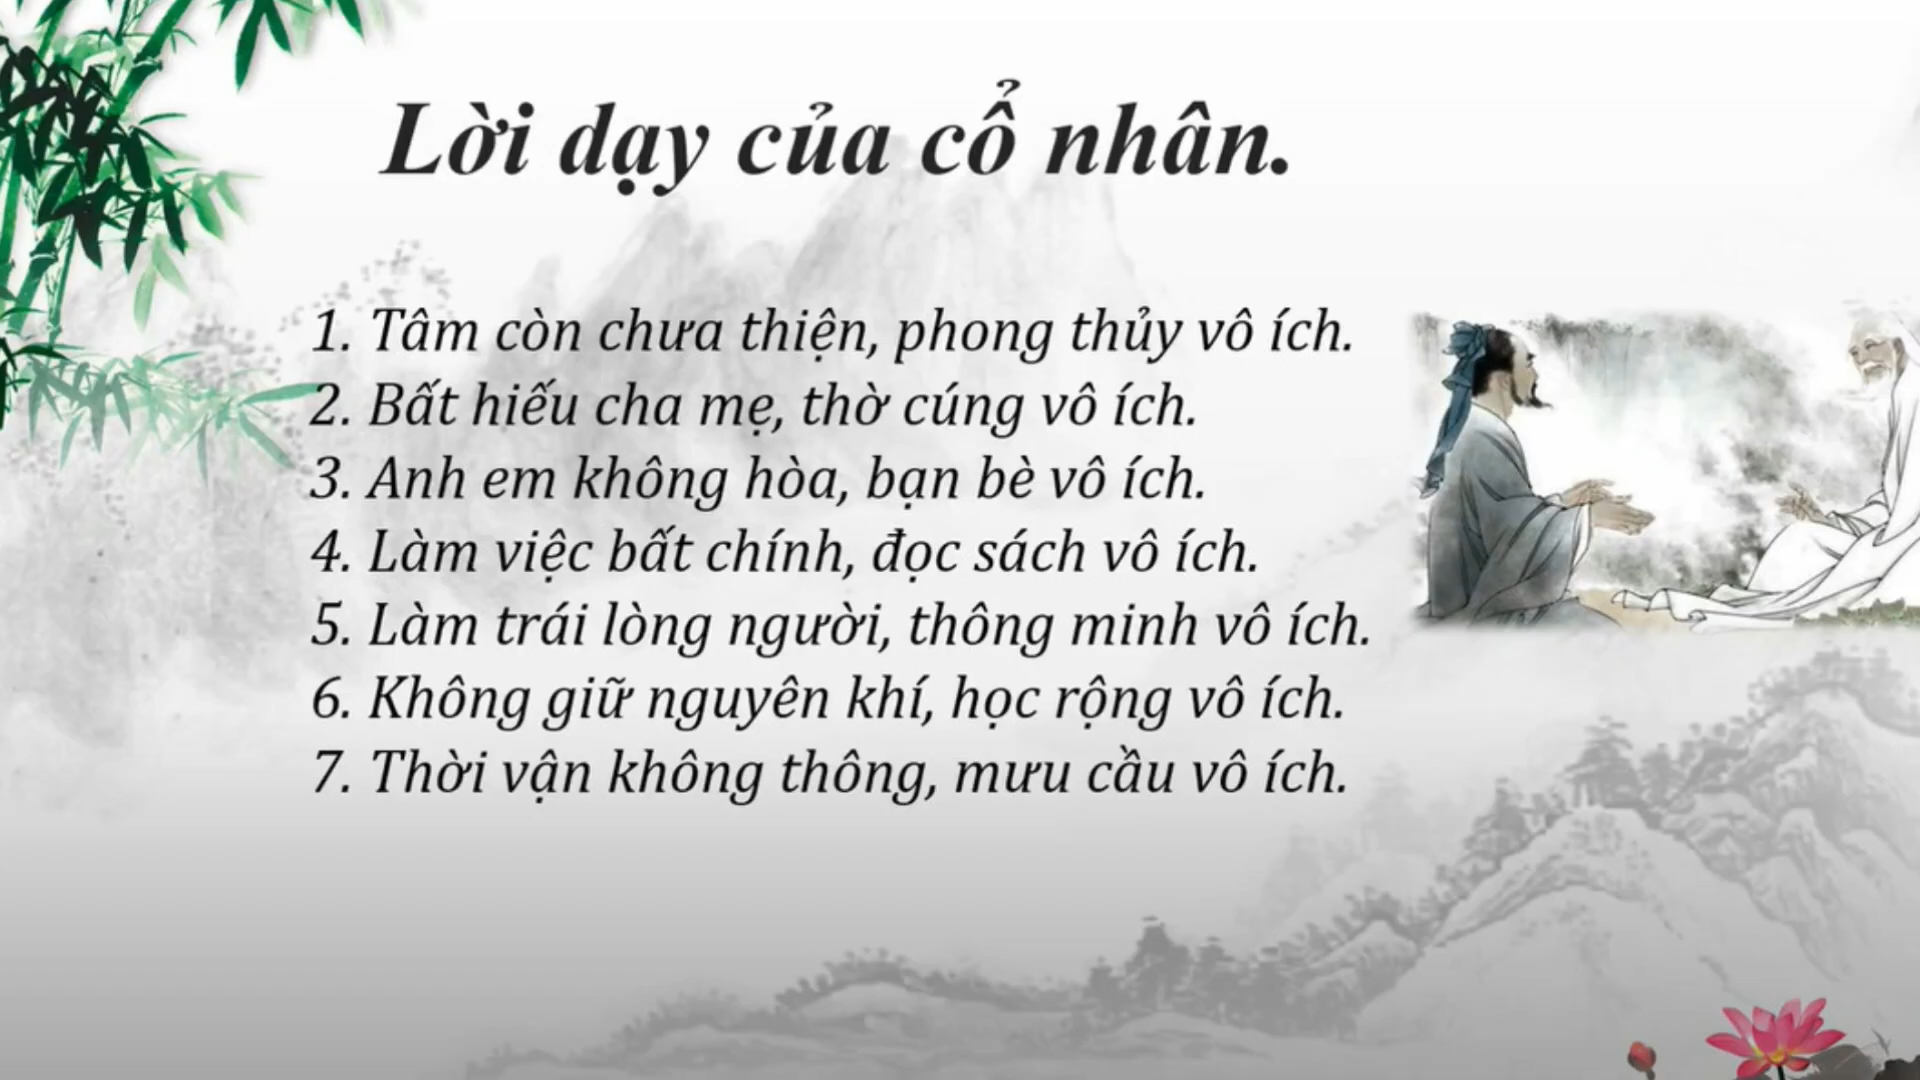 Lời dạy của cổ nhân.
1. Tâm còn chưa thiện, phong thủy vô ích.
2. Bất hiếu cha mẹ, thờ cúng vô ích.
3. Anh em không hòa, bạn bè vô ích.
4. Làm việc bất chính, đọc sách vô ích.
5. Làm trái lòng người, thông minh vô ích.
6. Không giữ nguyên khí, học rộng vô ích.
7. Thời vận không thông, mưu cầu vô ích.